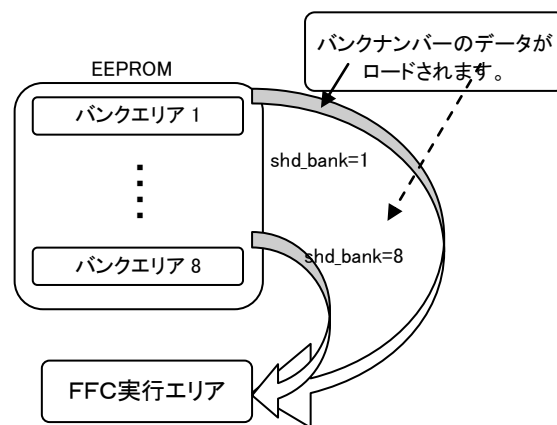 バンクナンバーのデータが
ロードされます。
EEPROM
バンクエリア 1
shd_bank=1
shd_bank=8
バンクエリア 8
FFC実行エリア